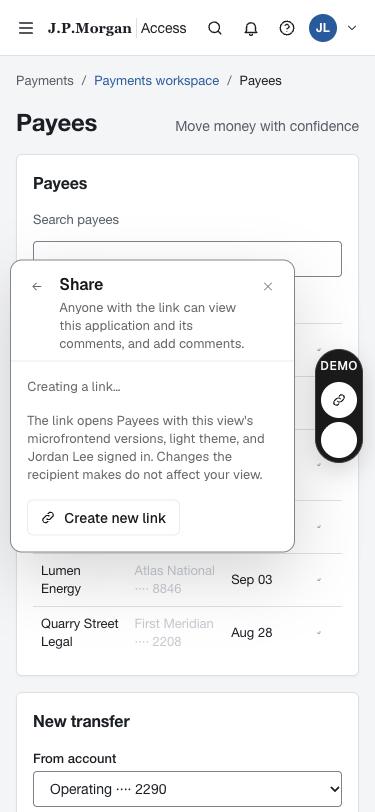 J.P.Morgan Access JL
Payments / Payments workspace / Payees
Payees Move money with confidence
Payees
Search payees
Share
Anyone with the link can view
this application and its
comments, and add comments.
DEMO
Creating a link...
The link opens Payees with this view's
microfrontend versions, light theme, and
Jordan Lee signed in. Changes the
recipient makes do not affect your view.
Create new link
Lumen Energy
Atlas National ···· 8846
Sep 03
Quarry Street Legal
First Meridian ···· 2208
Aug 28
New transfer
From account
Operating ···· 2290